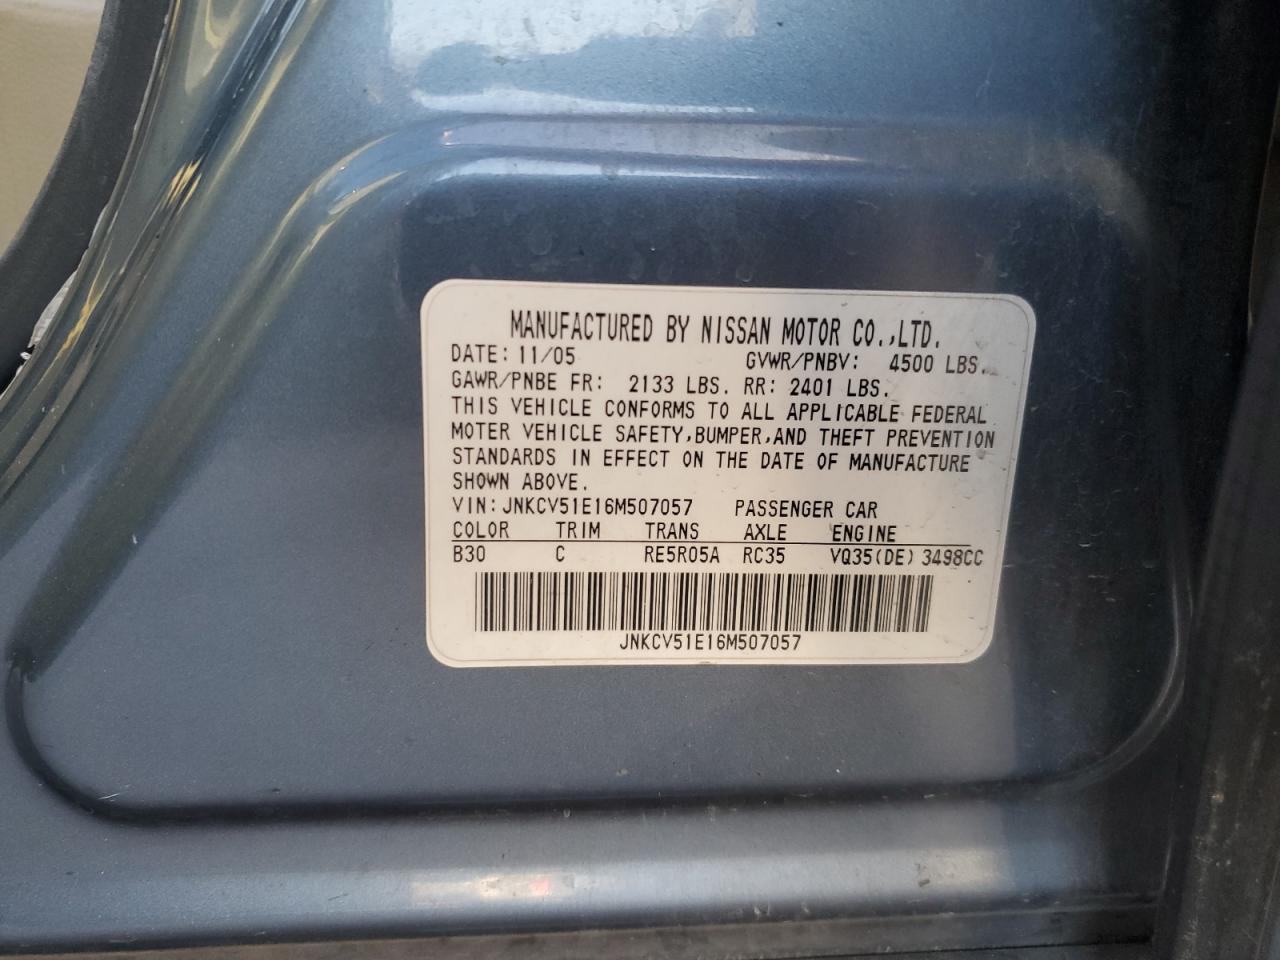 MANUFACTURED BY NISSAN MOTOR CO.,LTD.
DATE: 11/05 GVWR/PNBV: 4500 LBS.
GAWR/PNBE FR: 2133 LBS. RR: 2401 LBS.
THIS VEHICLE CONFORMS TO ALL APPLICABLE FEDERAL
MOTER VEHICLE SAFETY,BUMPER,AND THEFT PREVENTION
STANDARDS IN EFFECT ON THE DATE OF MANUFACTURE
SHOWN ABOVE.
VIN: JNKCV51E16M507057 PASSENGER CAR
COLOR TRIM TRANS AXLE ENGINE
B30 C RE5R05A RC35 VQ35(DE) 3498CC
JNKCV51E16M507057